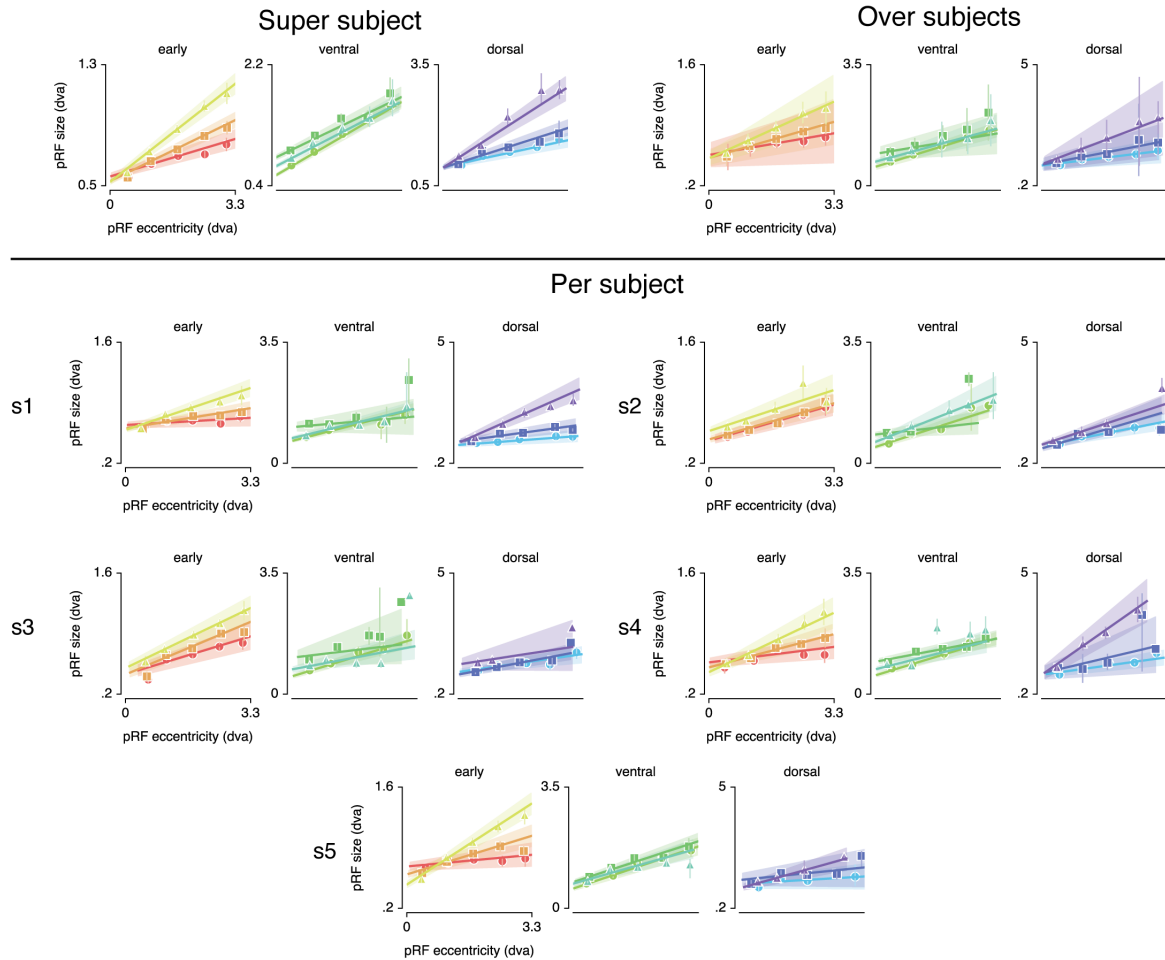 Super subject
Over subjects
early
ventral
dorsal
early
ventral
dorsal
1.3
2.2
3.5
1.6
3.5
5
pRF size (dva)
pRF size (dva)
0.5
0.4
0.5
.2
0
.2
0
3.3
0
3.3
pRF eccentricity (dva)
pRF eccentricity (dva)
Per subject
early
ventral
dorsal
early
ventral
dorsal
1.6
3.5
5
1.6
3.5
5
s1
pRF size (dva)
s2
pRF size (dva)
.2
0
.2
.2
0
.2
0
3.3
0
3.3
pRF eccentricity (dva)
pRF eccentricity (dva)
early
ventral
dorsal
early
ventral
dorsal
1.6
3.5
5
1.6
3.5
5
s3
pRF size (dva)
s4
pRF size (dva)
.2
0
.2
.2
0
.2
0
3.3
0
3.3
pRF eccentricity (dva)
pRF eccentricity (dva)
early
ventral
dorsal
1.6
3.5
5
s5
pRF size (dva)
.2
0
.2
0
3.3
pRF eccentricity (dva)